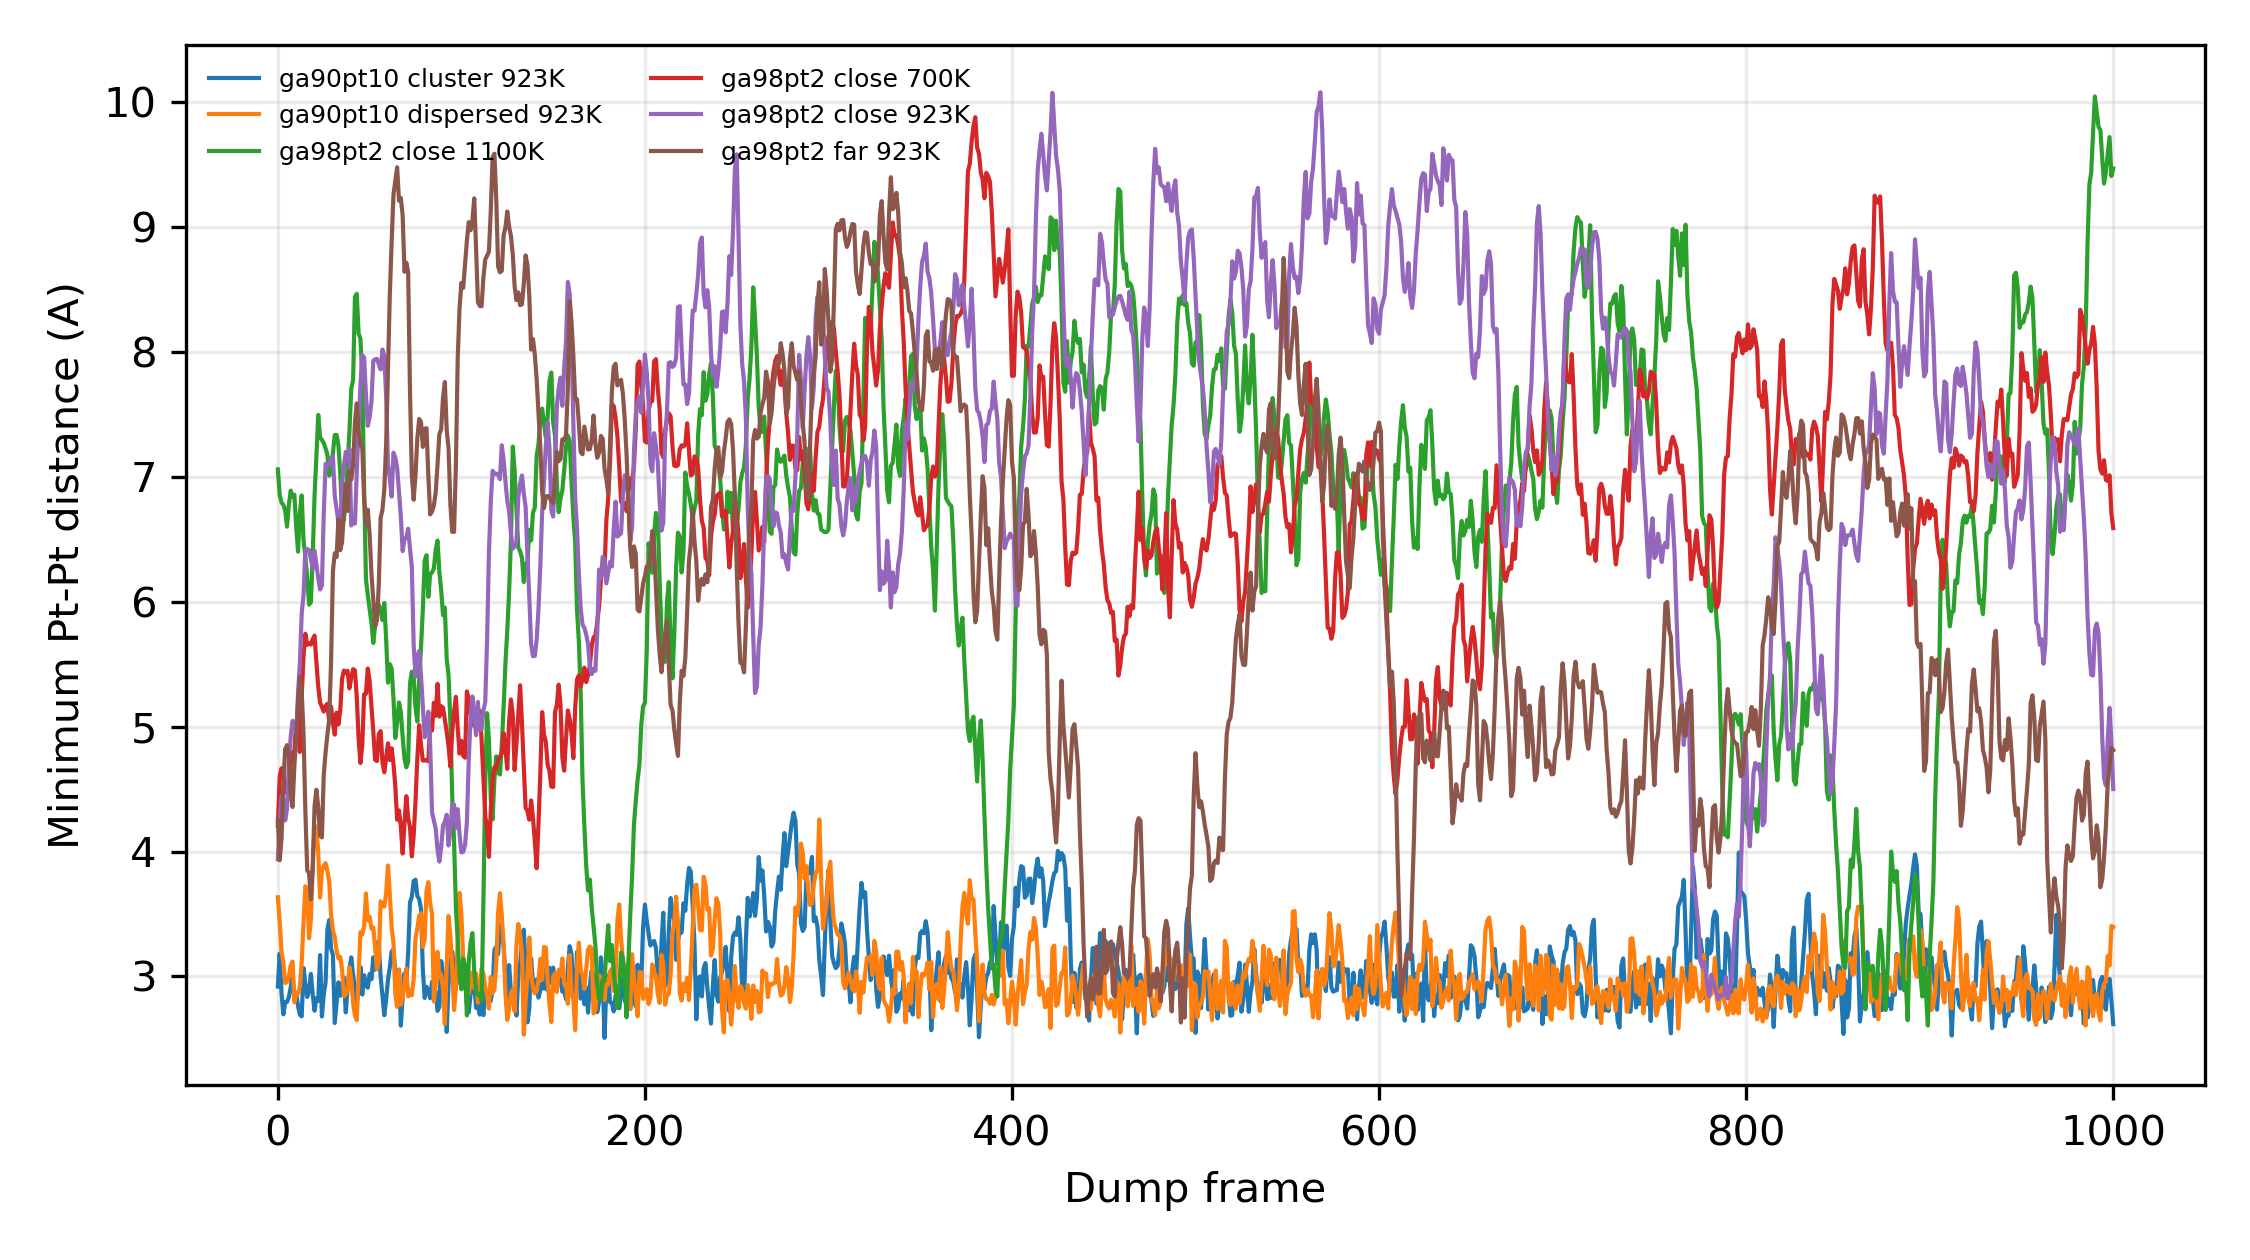 ga90pt10 cluster 923K
ga90pt10 dispersed 923K
ga98pt2 close 1100K
ga98pt2 close 700K
ga98pt2 close 923K
ga98pt2 far 923K
Minimum Pt-Pt distance (A)
10
9
8
7
6
5
4
3
0 200 400 600 800 1000
Dump frame